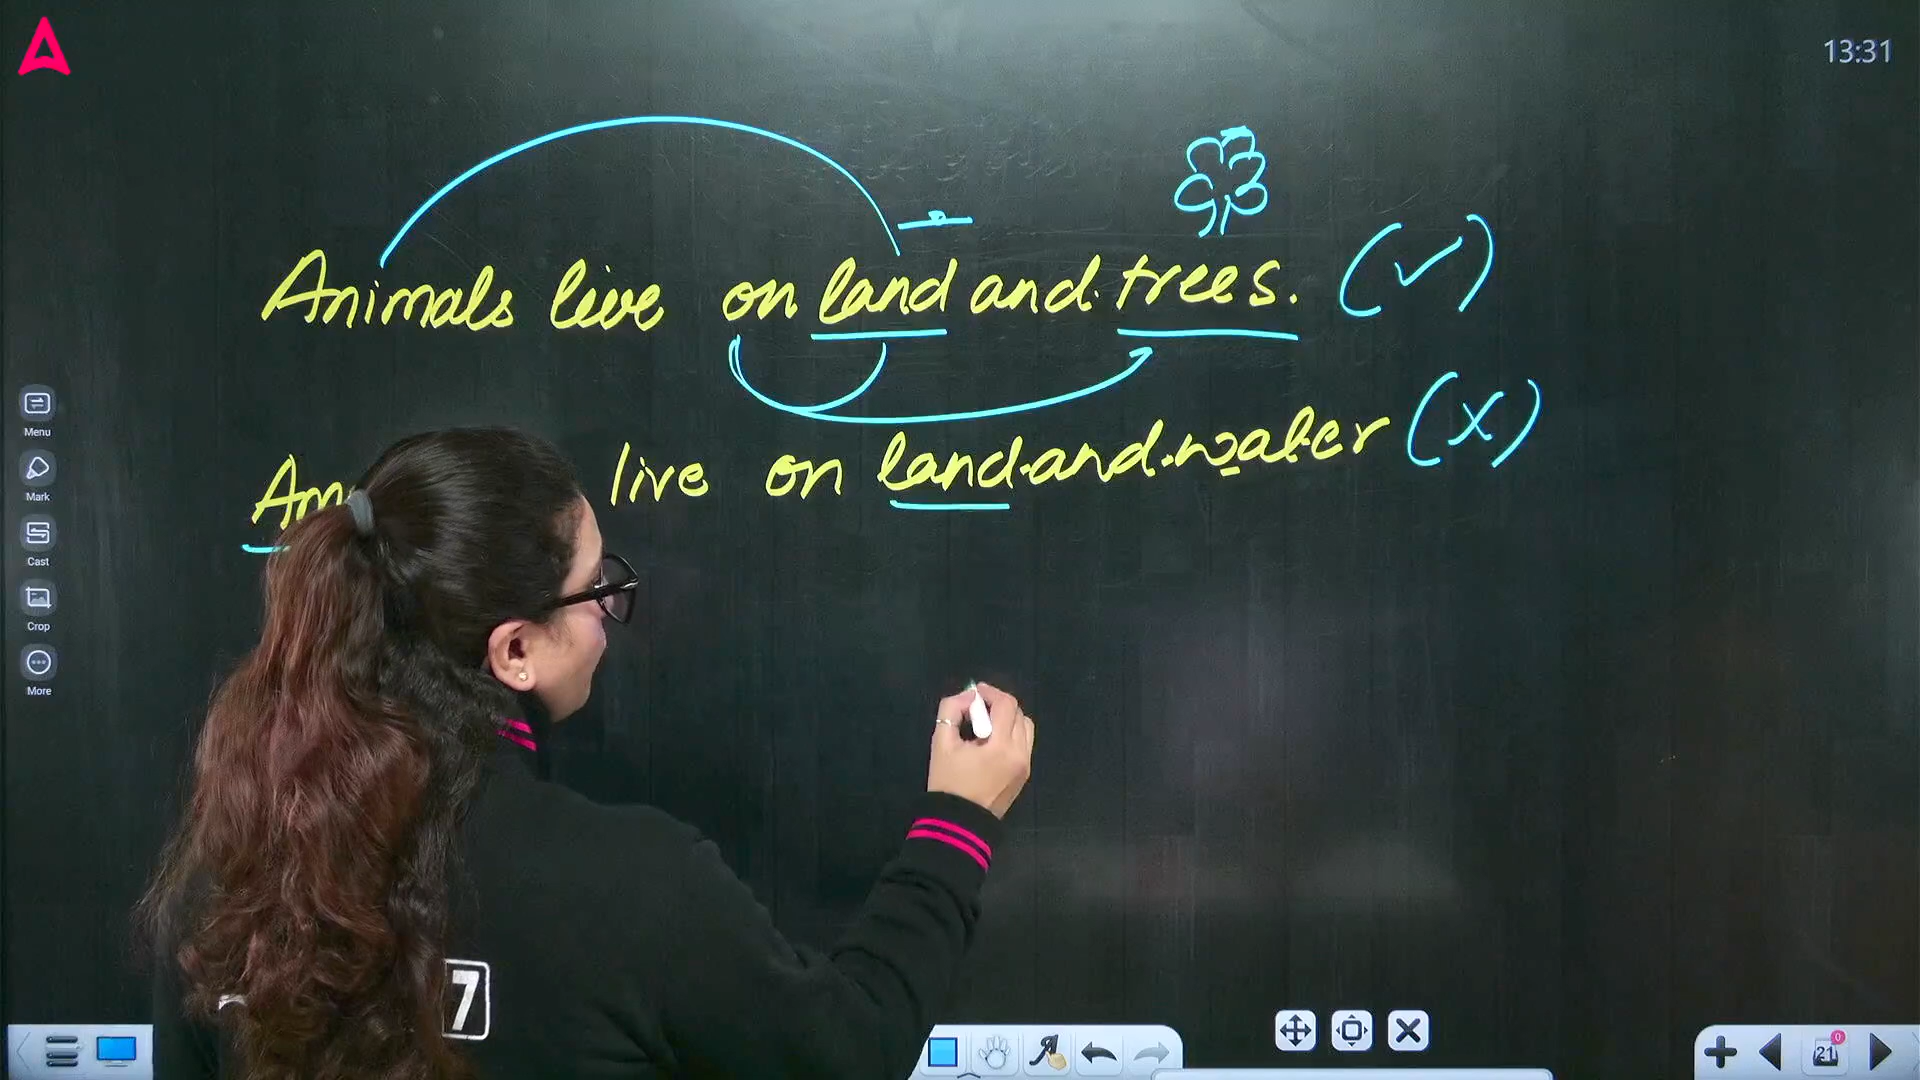 13:31
Animals live on land and trees. (✓)
live on land and water (x)
Menu
Mark
Cast
Crop
More
7
0
21